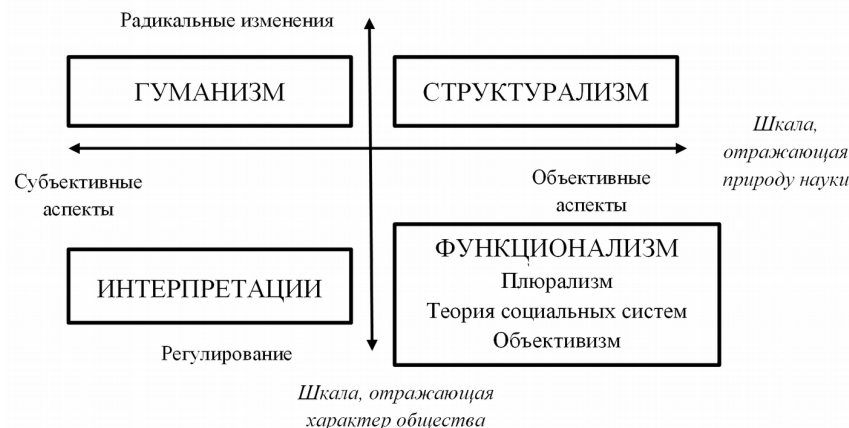 Радикальные изменения
ГУМАНИЗМ
СТРУКТУРАЛИЗМ
Шкала,
отражающая
природу науки
Субъективные
аспекты
Объективные
аспекты
ИНТЕРПРЕТАЦИИ
ФУНКЦИОНАЛИЗМ
Плюрализм
Теория социальных систем
Объективизм
Регулирование
Шкала, отражающая
характер общества